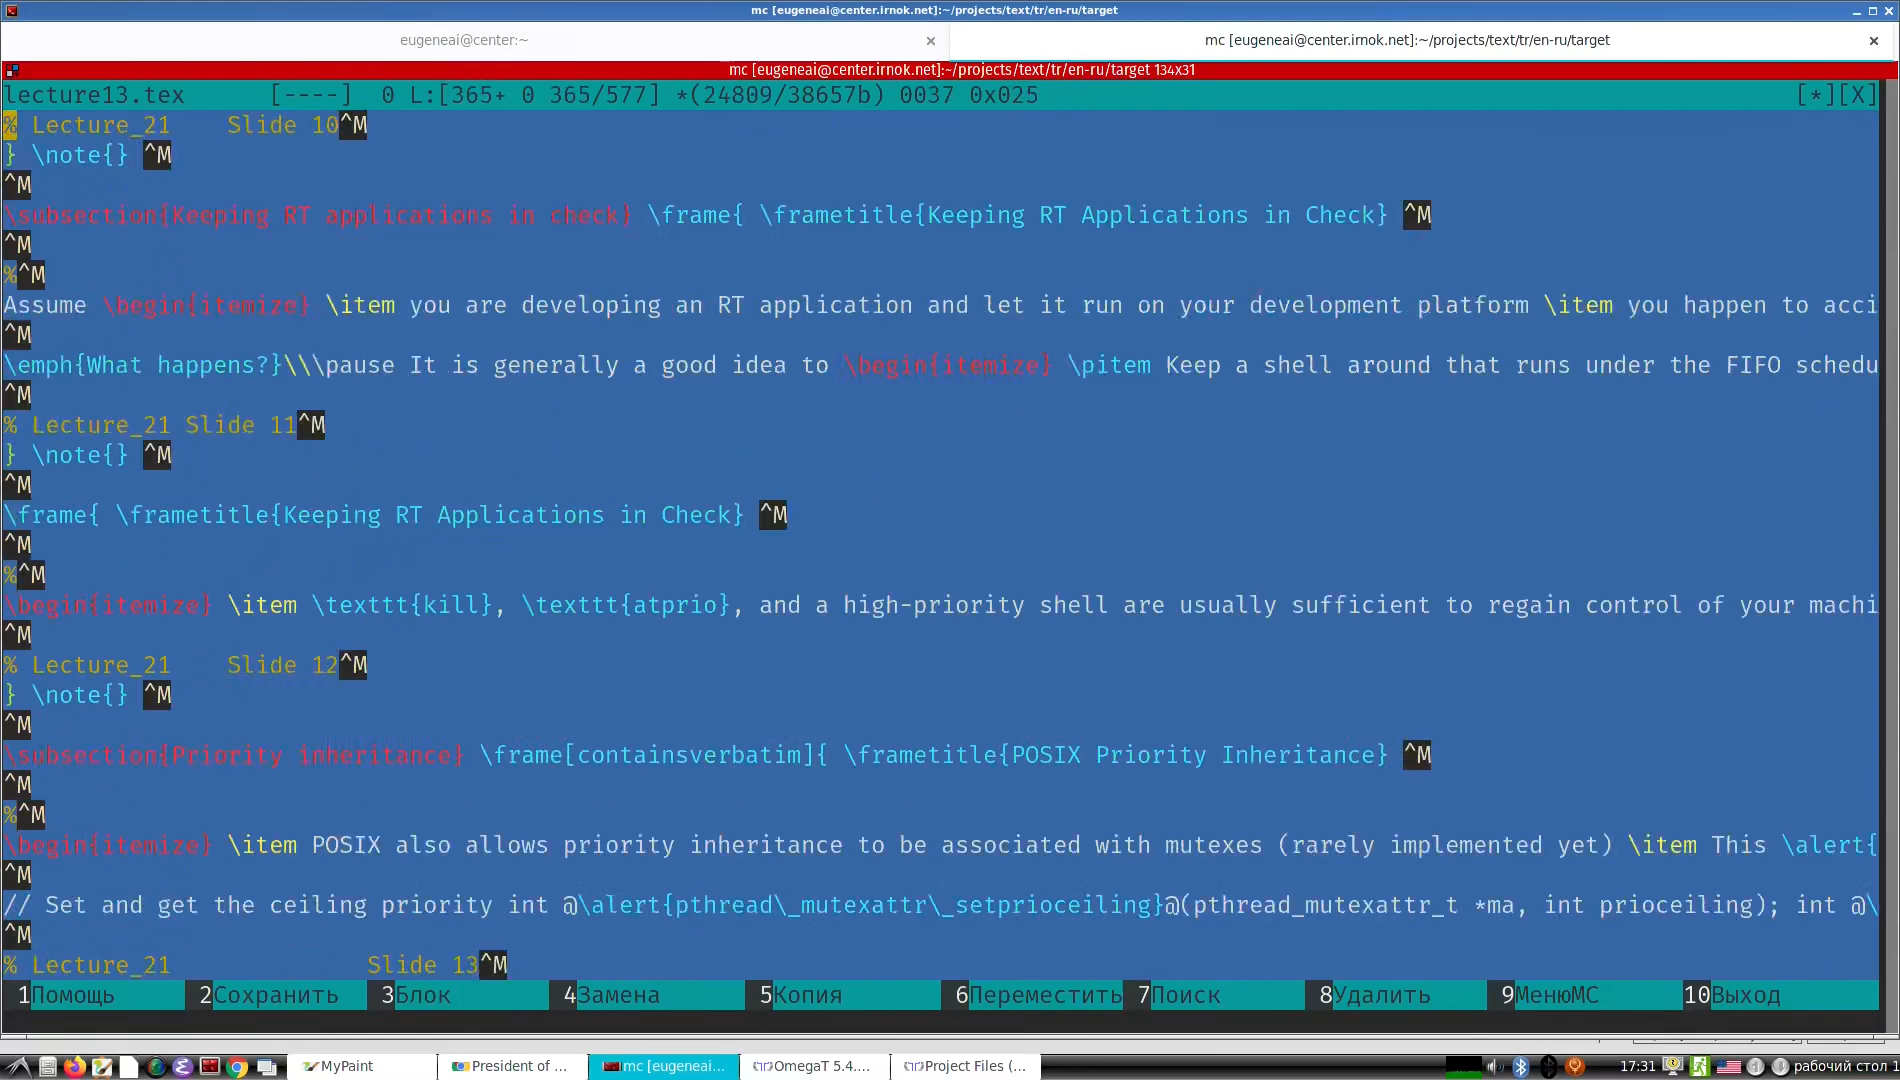 mc [eugeneai@center.irnok.net]:~/projects/text/tr/en-ru/target
eugeneai@center:~
mc [eugeneai@center.irnok.net]:~/projects/text/tr/en-ru/target
mc [eugeneai@center.irnok.net]:~/projects/text/tr/en-ru/target 134x31
lecture13.tex [----] 0 L:[365+ 0 365/577] *(24809/38657b) 0037 0x025 [*][X]
% Lecture_21 Slide 10^M
} \note{} ^M
^M
\subsection{Keeping RT applications in check} \frame{ \frametitle{Keeping RT Applications in Check} ^M
^M
%^M
Assume \begin{itemize} \item you are developing an RT application and let it run on your development platform \item you happen to acci
^M
\emph{What happens?}\\\pause It is generally a good idea to \begin{itemize} \pitem Keep a shell around that runs under the FIFO schedu
^M
% Lecture_21 Slide 11^M
} \note{} ^M
^M
\frame{ \frametitle{Keeping RT Applications in Check} ^M
^M
%^M
\begin{itemize} \item \texttt{kill}, \texttt{atprio}, and a high-priority shell are usually sufficient to regain control of your machi
^M
% Lecture_21 Slide 12^M
} \note{} ^M
^M
\subsection{Priority inheritance} \frame[containsverbatim]{ \frametitle{POSIX Priority Inheritance} ^M
^M
%^M
\begin{itemize} \item POSIX also allows priority inheritance to be associated with mutexes (rarely implemented yet) \item This \alert{
^M
// Set and get the ceiling priority int @\alert{pthread\_mutexattr\_setprioceiling}@(pthread_mutexattr_t *ma, int prioceiling); int @\
^M
% Lecture_21 Slide 13^M
1Помощь 2Сохранить 3Блок 4Замена 5Копия 6Переместить 7Поиск 8Удалить 9МенюMC 10Выход
MyPaint President of ... mc [eugeneai... OmegaT 5.4.... Project Files (... 17:31 рабочий стол 1